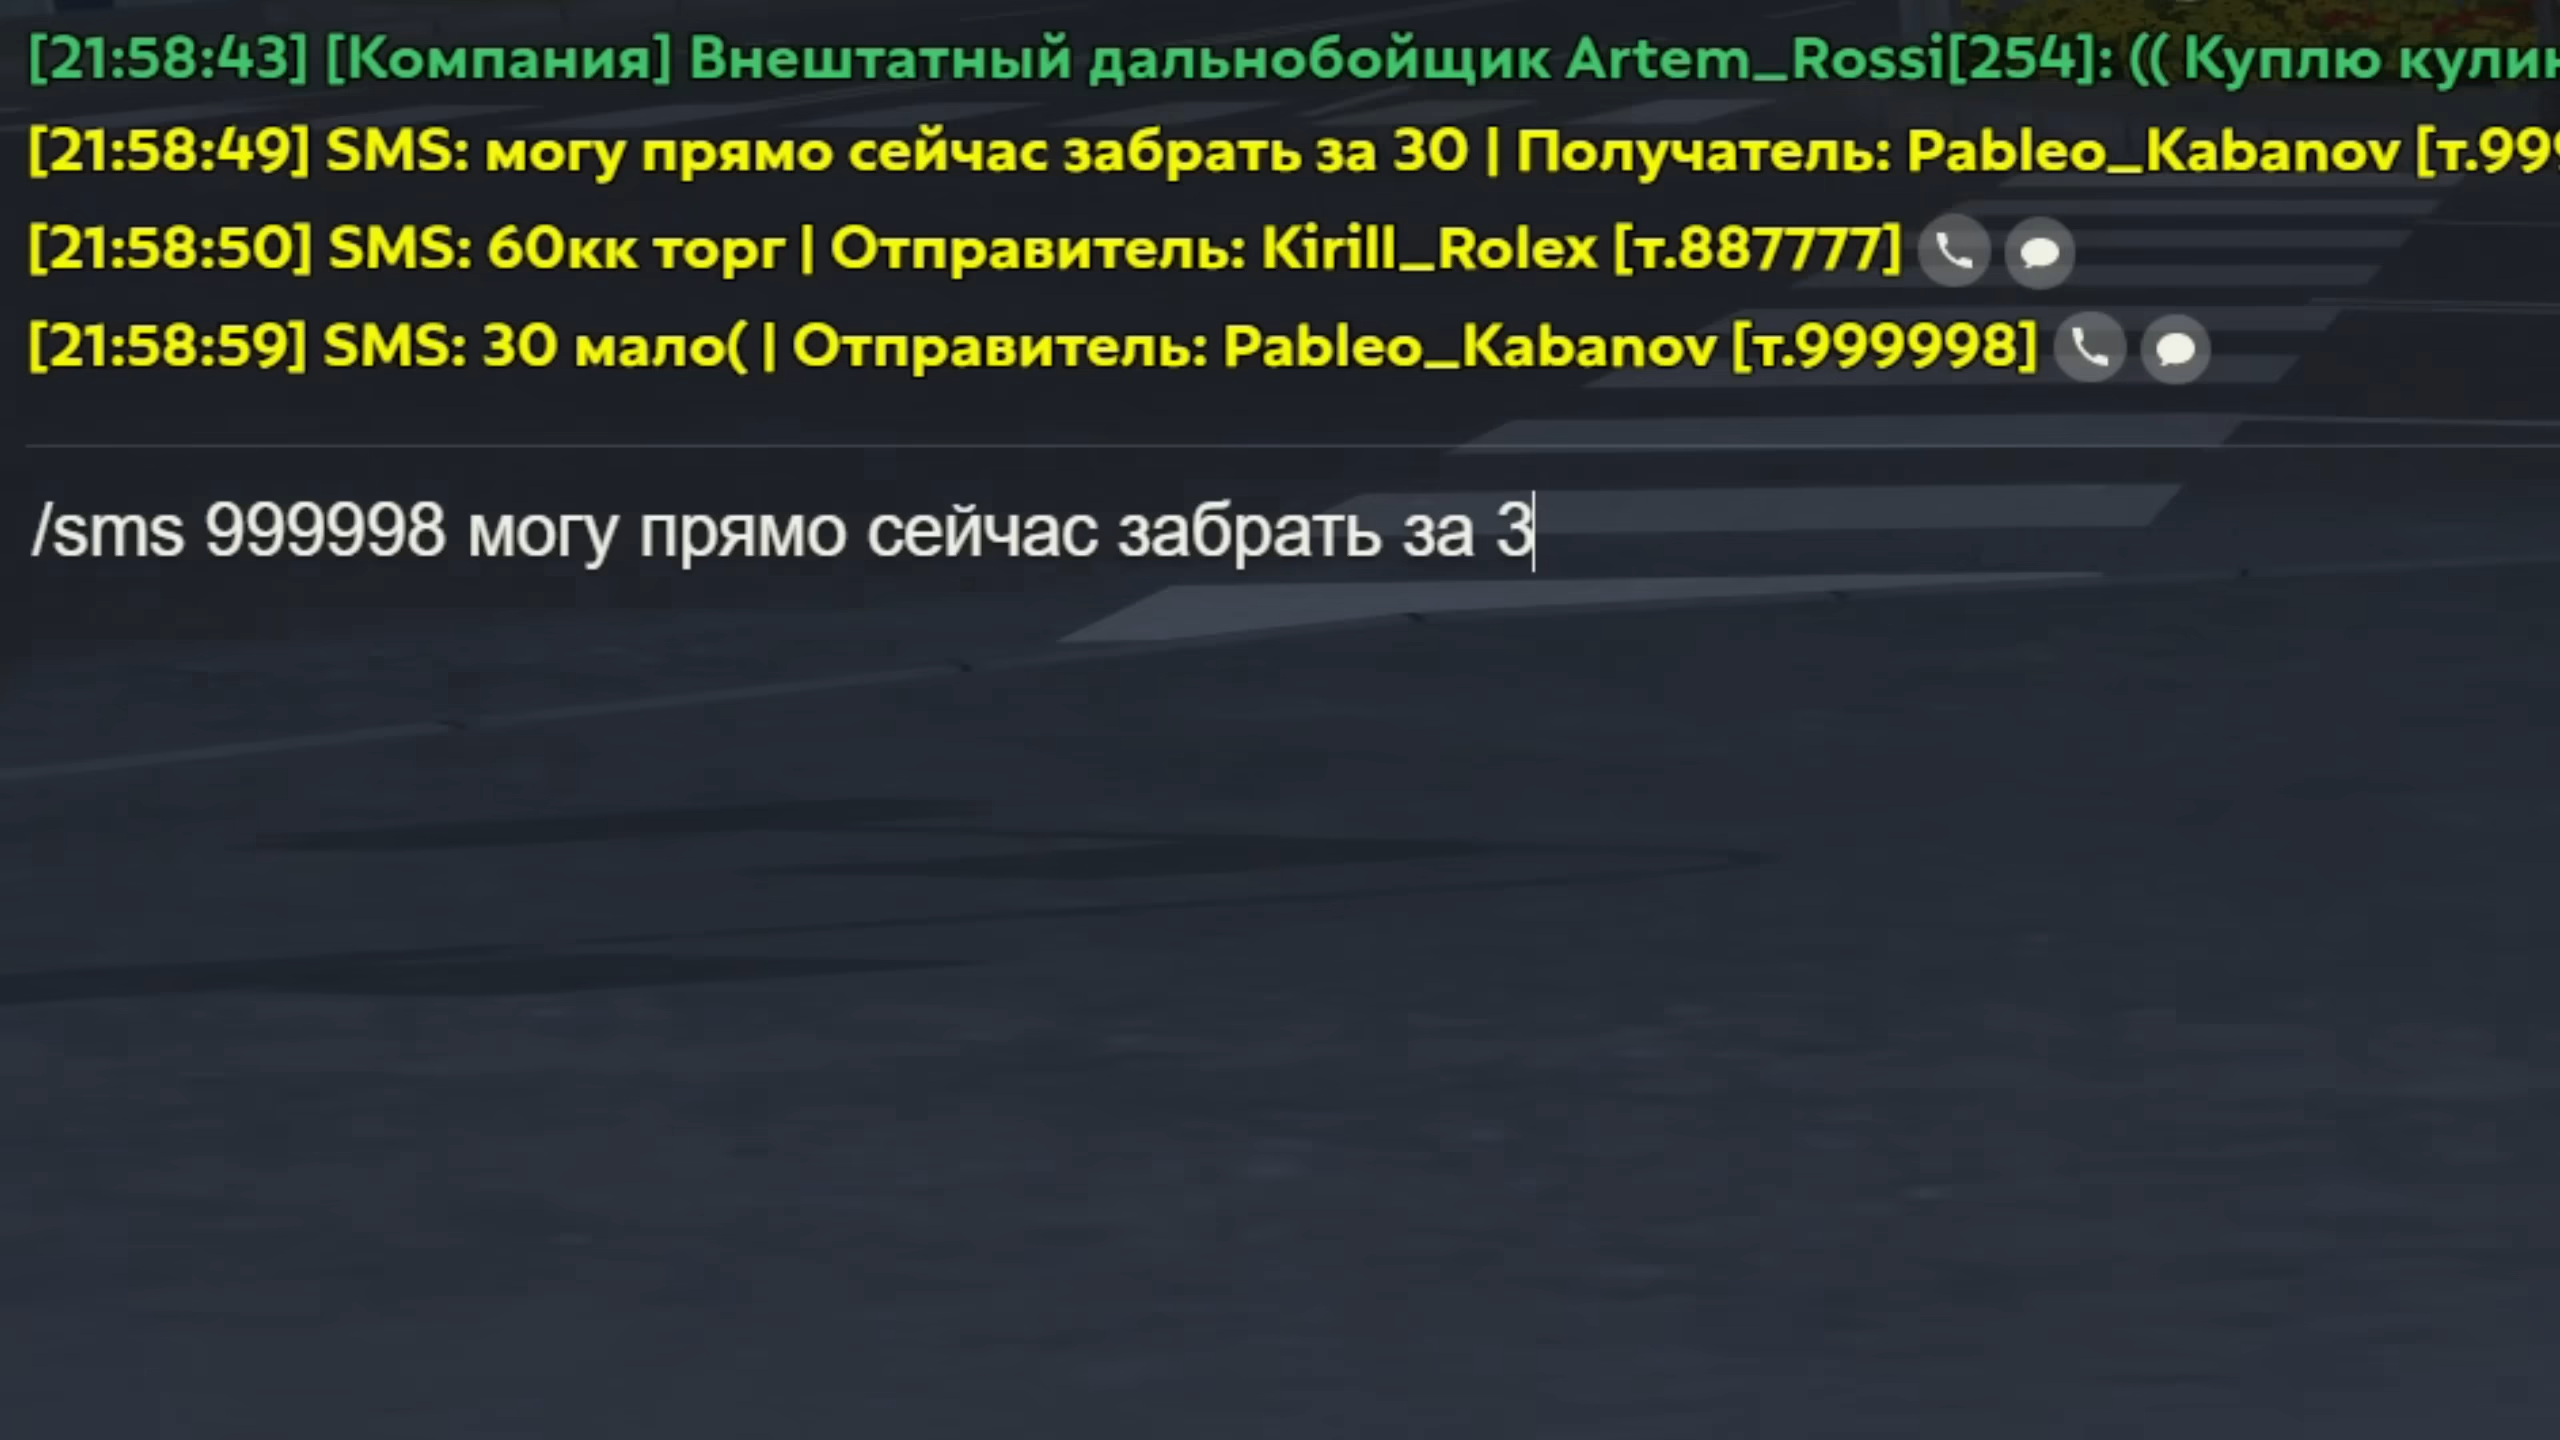 [21:58:43] [Компания] Внештатный дальнобойщик Artem_Rossi[254]: (( Куплю
[21:58:49] SMS: могу прямо сейчас забрать за 30 | Получатель: Pableo_Kabanov
[21:58:50] SMS: 60кк торг | Отправитель: Kirill_Rolex [т.887777]
[21:58:59] SMS: 30 мало( | Отправитель: Pableo_Kabanov [т.999998]
/sms 999998 могу прямо сейчас забрать за 3